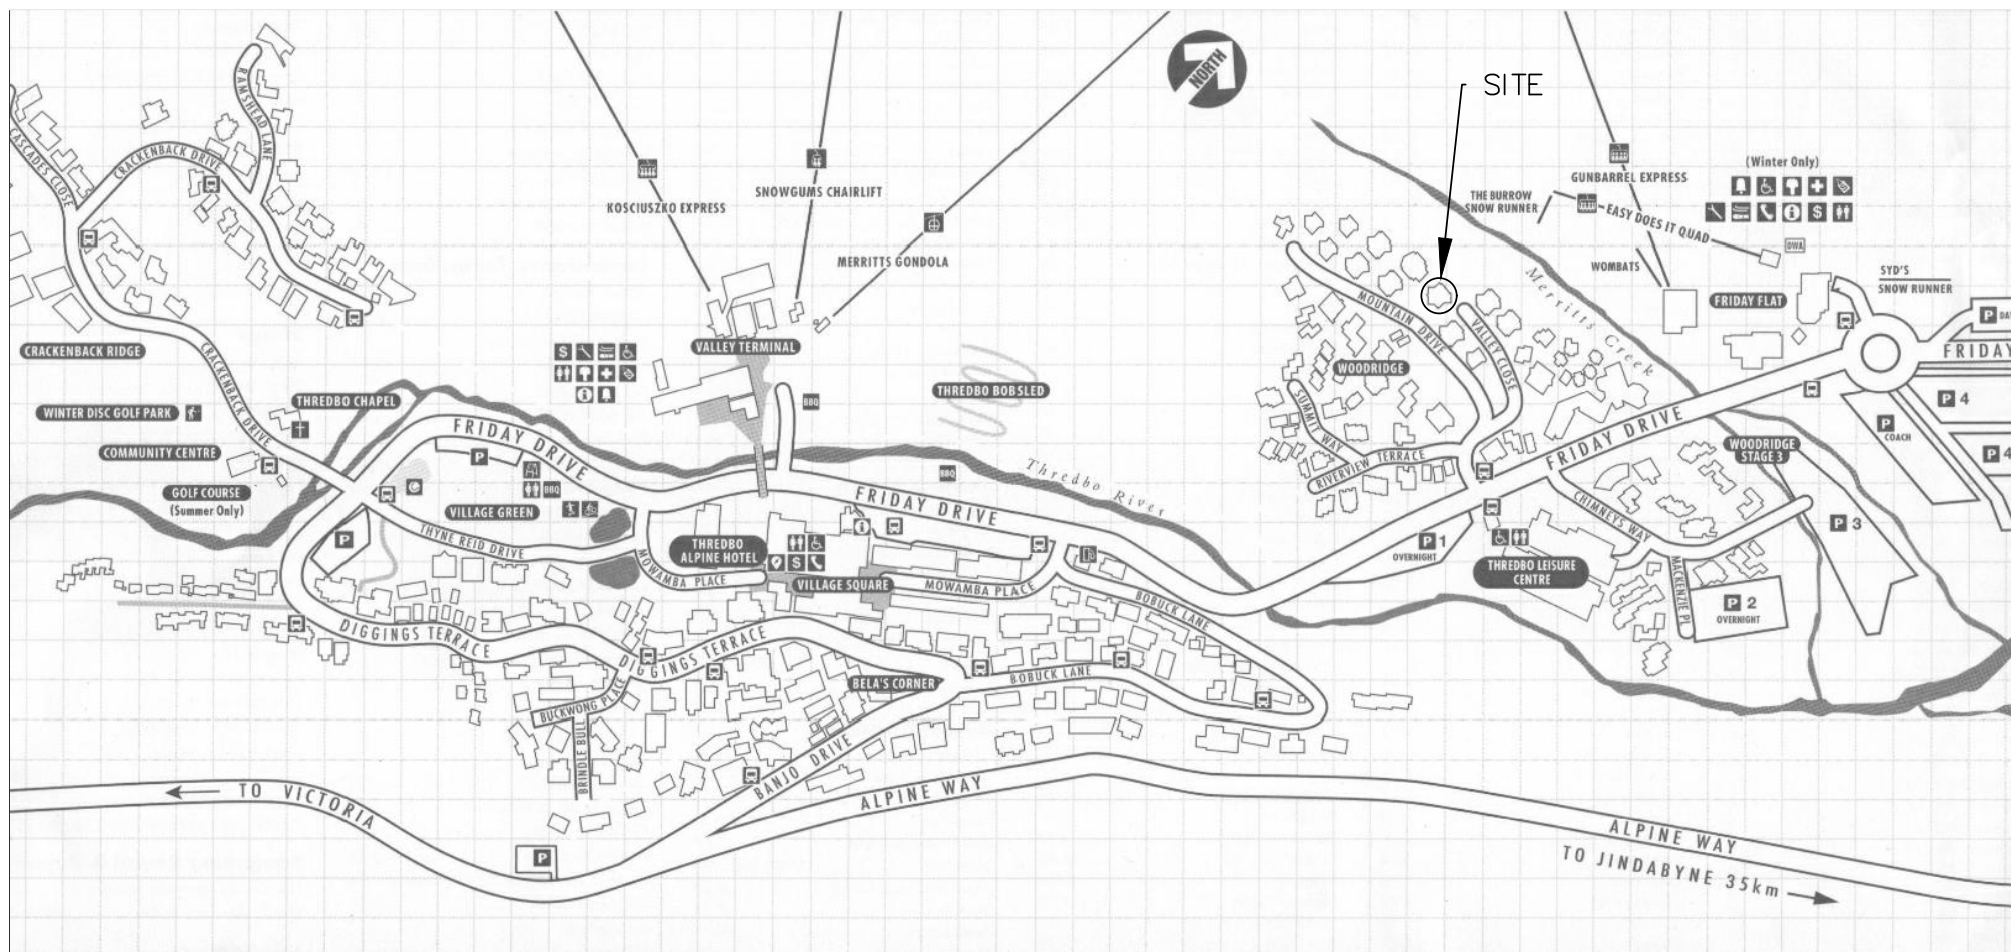 NORTH
SITE
RAMSHEAD LANE
CRACKENBACK DRIVE
CASCADES CLOSE
KOSCIUSZKO EXPRESS
SNOWGUMS CHAIRLIFT
MERRITTS GONDOLA
(Winter Only)
GUNBARREL EXPRESS
THE BURROW
SNOW RUNNER
EASY DOES IT QUAD
DWA
WOMBATS
Merritts Creek
SYD'S
SNOW RUNNER
FRIDAY FLAT
MOUNTAIN DRIVE
VALLEY CLOSE
WOODRIDGE
SUMMIT WAY
RIVERVIEW TERRACE
CRACKENBACK RIDGE
CRACKENBACK DRIVE
VALLEY TERMINAL
$
i
BBQ
THREDBO BOBSLED
P DA
FRIDAY
P 4
P
COACH
P 4
THREDBO CHAPEL
WINTER DISC GOLF PARK
COMMUNITY CENTRE
GOLF COURSE
(Summer Only)
FRIDAY DRIVE
P
BBQ
BBQ
Thredbo River
FRIDAY DRIVE
FRIDAY DRIVE
WOODRIDGE
STAGE 3
CHIMNEYS WAY
P 3
VILLAGE GREEN
THYNE REID DRIVE
P
MOWAMBA PLACE
THREDBO
ALPINE HOTEL
$
i
VILLAGE SQUARE
MOWAMBA PLACE
BOBUCK LANE
P 1
OVERNIGHT
THREDBO LEISURE
CENTRE
MACKENZIE PL
P 2
OVERNIGHT
DIGGINGS TERRACE
DIGGINGS TERRACE
BELA'S CORNER
BOBUCK LANE
BUCKWONG PLACE
BRINDLE BULL
BANJO DRIVE
TO VICTORIA
ALPINE WAY
P
ALPINE WAY
TO JINDABYNE 35km